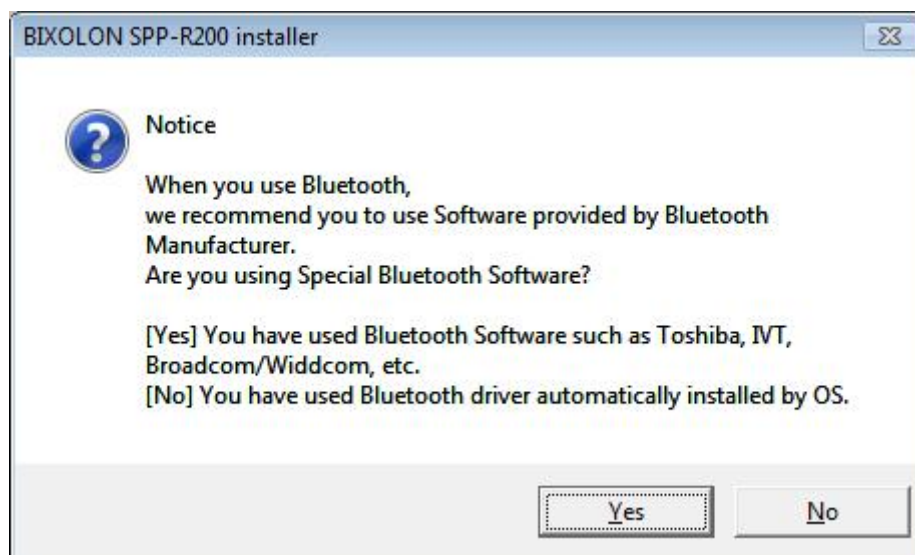 BIXOLON SPP-R200 installer
Notice
When you use Bluetooth,
we recommend you to use Software provided by Bluetooth
Manufacturer.
Are you using Special Bluetooth Software?
[Yes] You have used Bluetooth Software such as Toshiba, IVT,
Broadcom/Widdcom, etc.
[No] You have used Bluetooth driver automatically installed by OS.
Yes
No